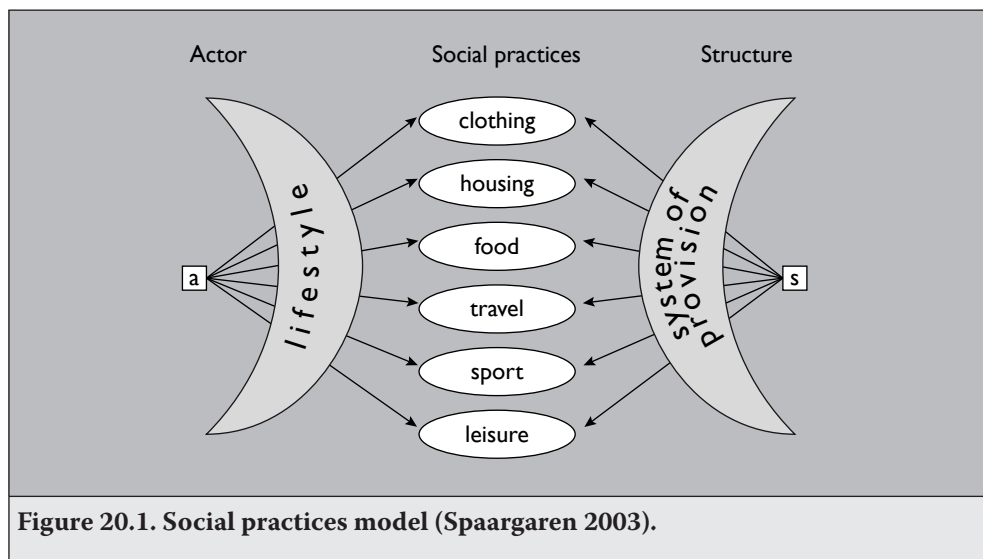 Actor Social practices Structure
clothing
housing
food
travel
sport
leisure
a
lifestyle
system of
provision
s
Figure 20.1. Social practices model (Spaargaren 2003).